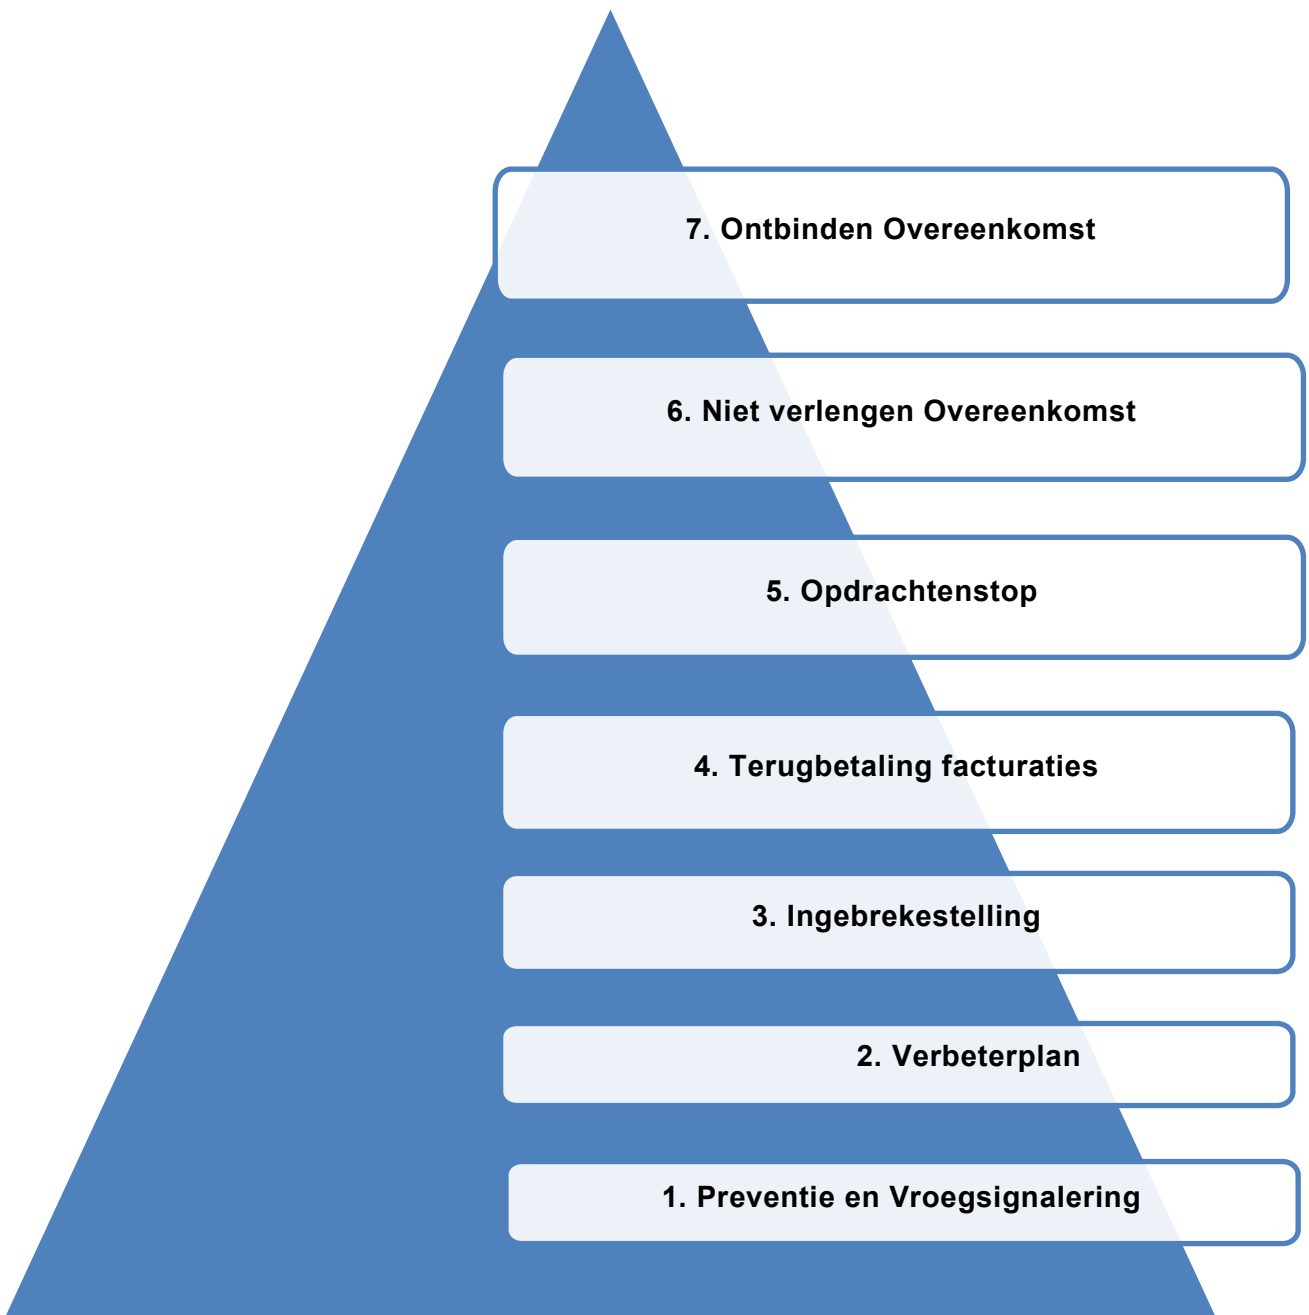 7. Ontbinden Overeenkomst
6. Niet verlengen Overeenkomst
5. Opdrachtenstop
4. Terugbetaling facturaties
3. Ingebrekestelling
2. Verbeterplan
1. Preventie en Vroegsignalering